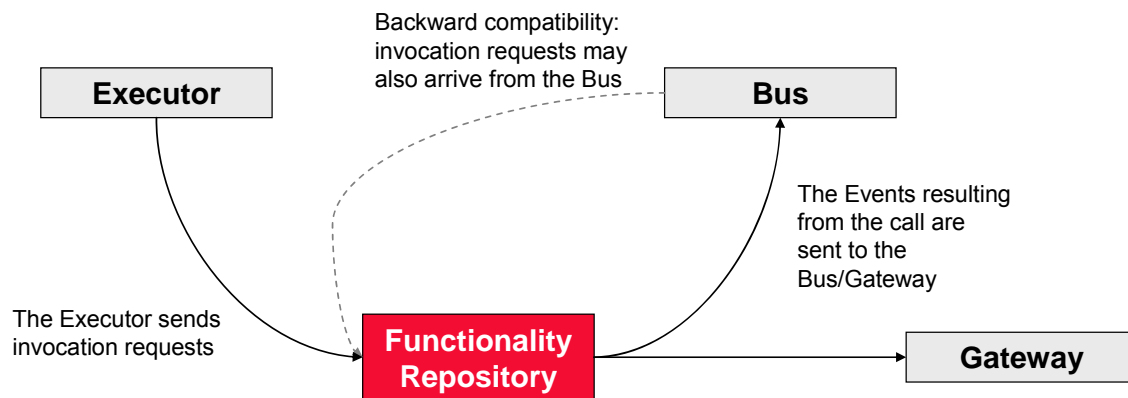 Backward compatibility:
invocation requests may
also arrive from the Bus
Executor
Bus
The Events resulting
from the call are
sent to the
Bus/Gateway
The Executor sends
invocation requests
Functionality
Repository
Gateway